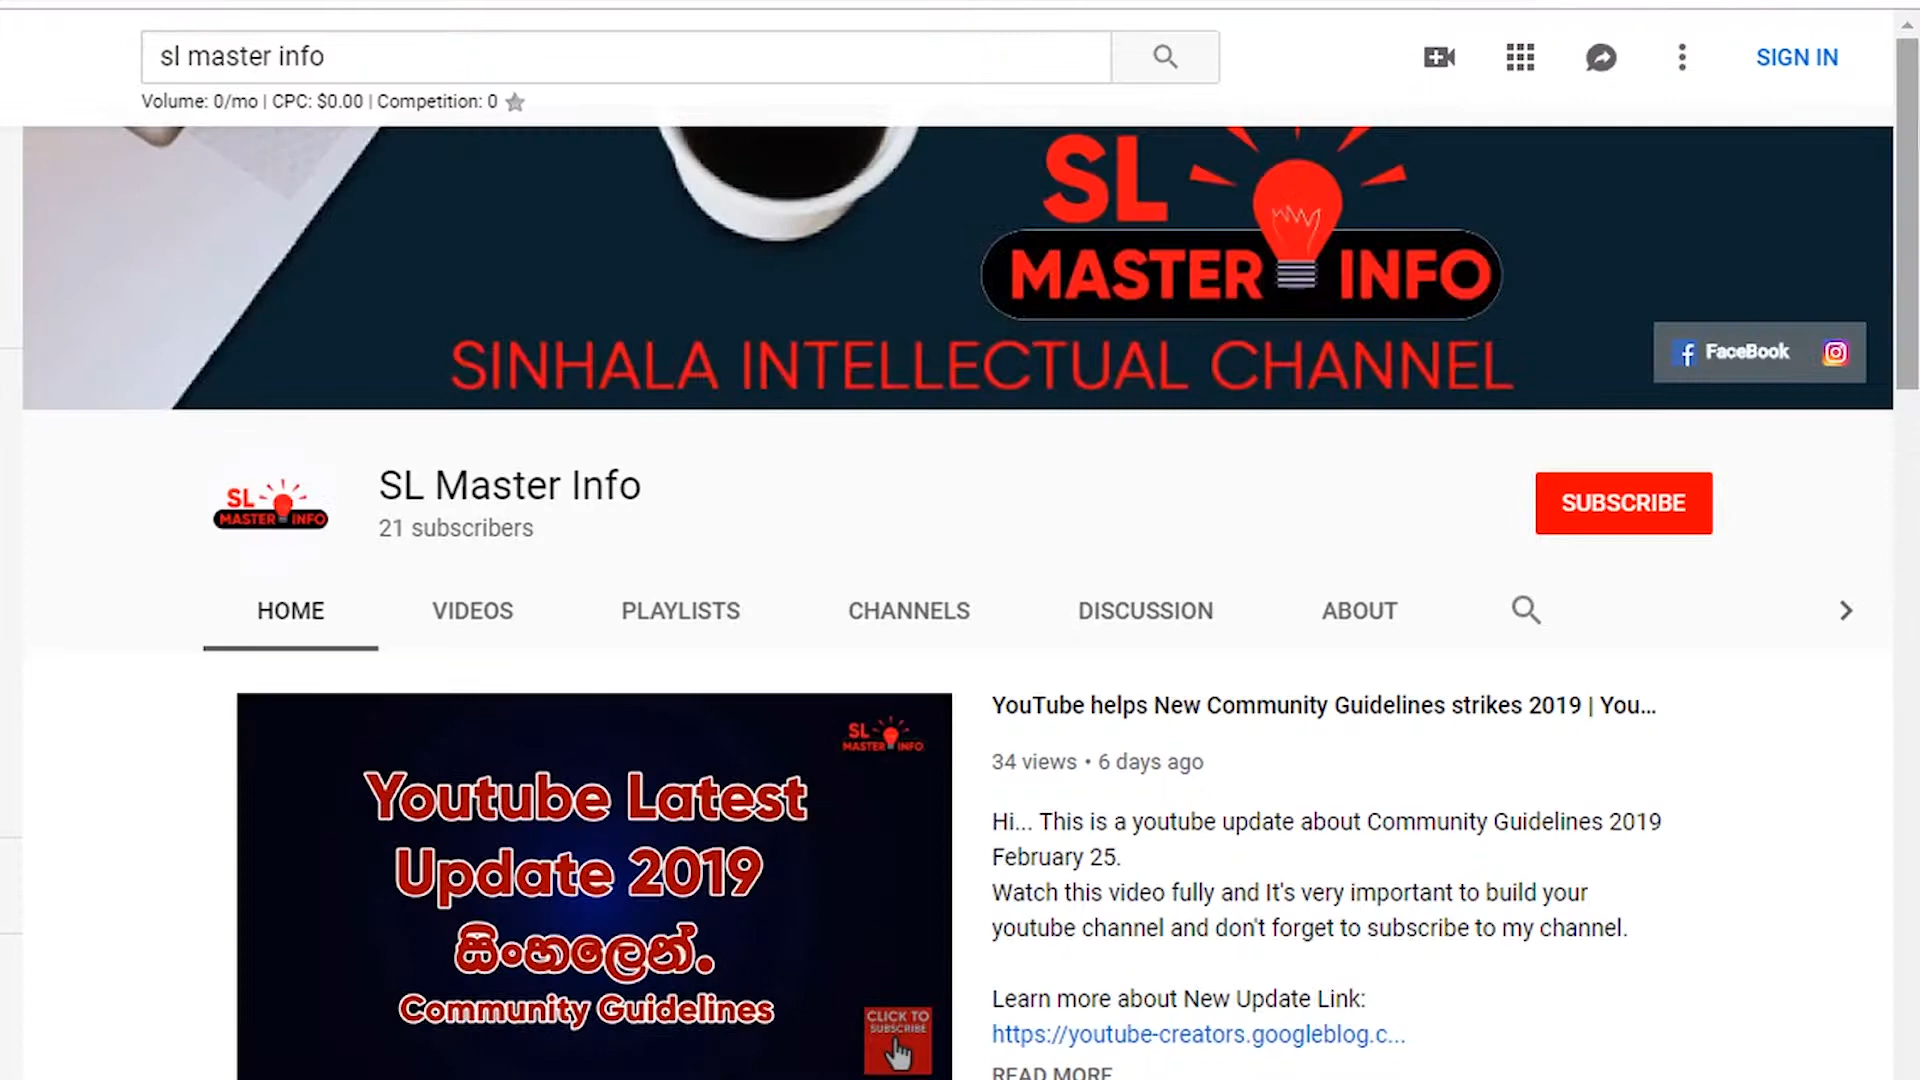 sl master info
SIGN IN
Volume: 0/mo | CPC: $0.00 | Competition: 0
SL
MASTER INFO
SINHALA INTELLECTUAL CHANNEL
FaceBook
SL
MASTER INFO
SL Master Info
21 subscribers
SUBSCRIBE
HOME VIDEOS PLAYLISTS CHANNELS DISCUSSION ABOUT
SL
MASTER INFO
Youtube Latest
Update 2019
සිංහලෙන්.
Community Guidelines
CLICK TO
SUBSCRIBE
YouTube helps New Community Guidelines strikes 2019 | You...
34 views • 6 days ago
Hi... This is a youtube update about Community Guidelines 2019
February 25.
Watch this video fully and It's very important to build your
youtube channel and don't forget to subscribe to my channel.
Learn more about New Update Link:
https://youtube-creators.googleblog.c...
READ MORE